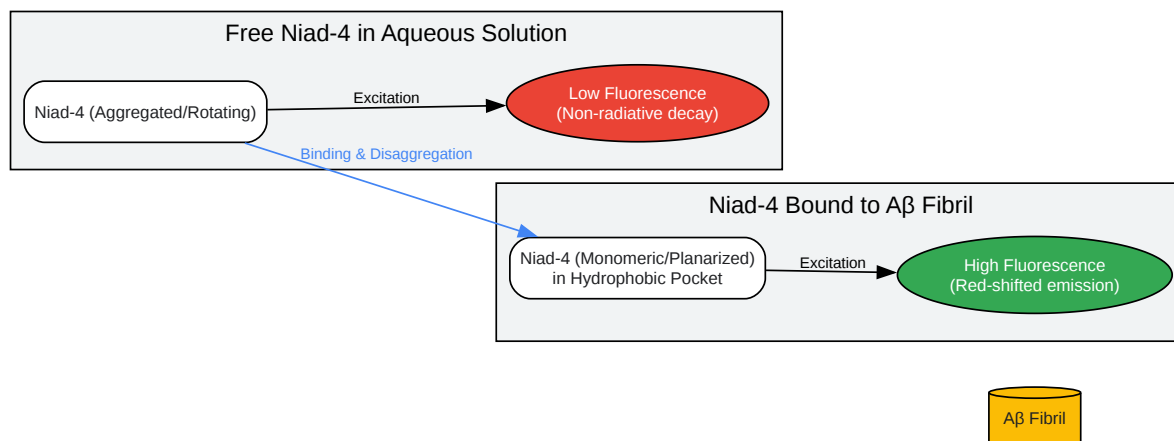 Free Niad-4 in Aqueous Solution
Niad-4 (Aggregated/Rotating)
Excitation
Low Fluorescence
(Non-radiative decay)
Binding & Disaggregation
Niad-4 Bound to Aβ Fibril
Niad-4 (Monomeric/Planarized)
in Hydrophobic Pocket
Excitation
High Fluorescence
(Red-shifted emission)
Aβ Fibril